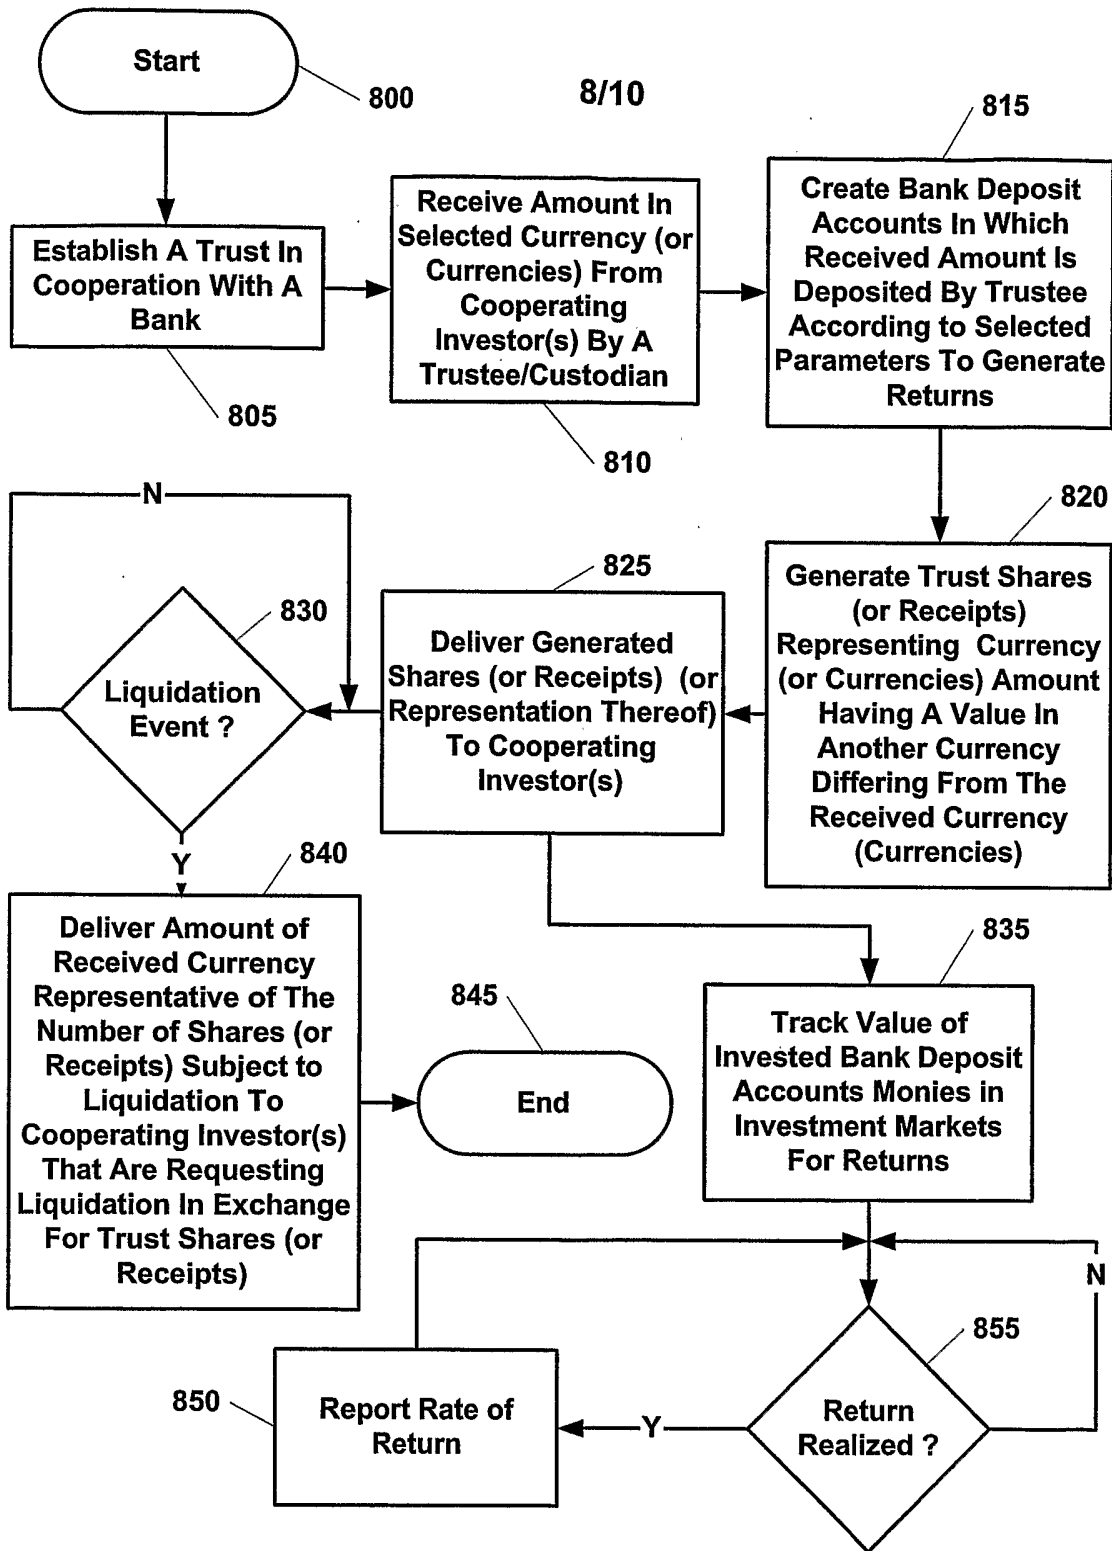 Start
800
8/10
815
Establish A Trust In
Cooperation With A
Bank
805
Receive Amount In
Selected Currency (or
Currencies) From
Cooperating
Investor(s) By A
Trustee/Custodian
810
Create Bank Deposit
Accounts In Which
Received Amount Is
Deposited By Trustee
According to Selected
Parameters To Generate
Returns
820
Generate Trust Shares
(or Receipts)
Representing Currency
(or Currencies) Amount
Having A Value In
Another Currency
Differing From The
Received Currency
(Currencies)
825
Deliver Generated
Shares (or Receipts) (or
Representation Thereof)
To Cooperating
Investor(s)
N
830
Liquidation
Event ?
Y
840
Deliver Amount of
Received Currency
Representative of The
Number of Shares (or
Receipts) Subject to
Liquidation To
Cooperating Investor(s)
That Are Requesting
Liquidation In Exchange
For Trust Shares (or
Receipts)
845
End
835
Track Value of
Invested Bank Deposit
Accounts Monies in
Investment Markets
For Returns
N
855
Return
Realized ?
Y
850
Report Rate of
Return